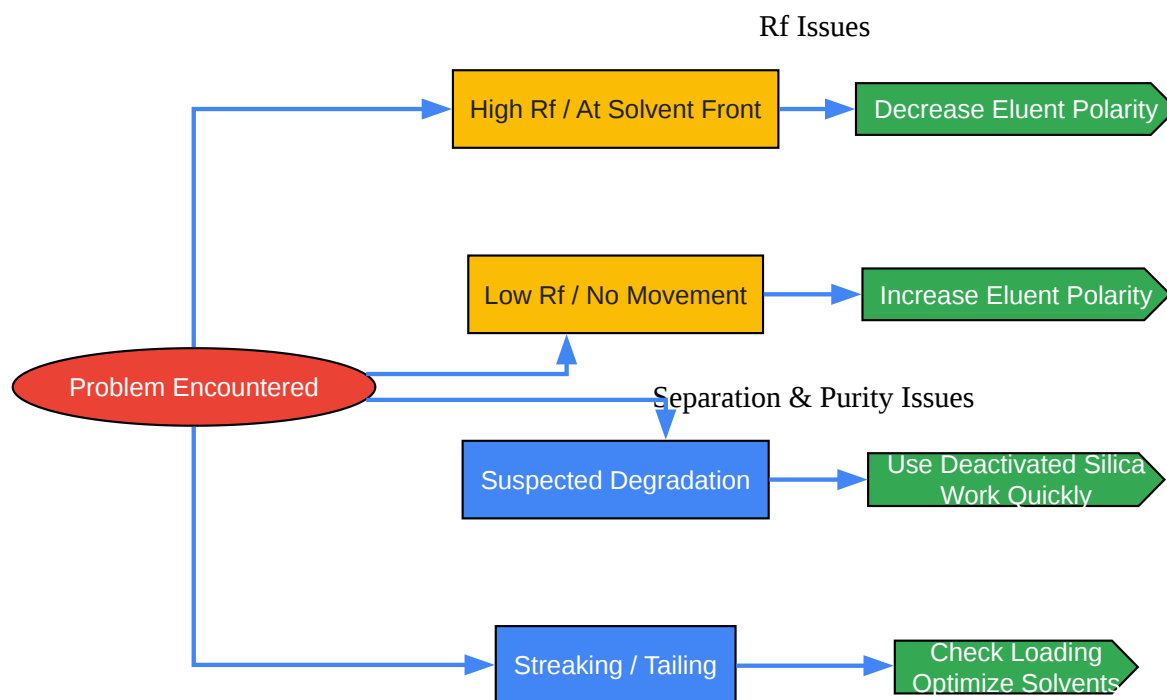 Rf Issues
High Rf / At Solvent Front
Decrease Eluent Polarity
Low Rf / No Movement
Increase Eluent Polarity
Problem Encountered
Separation & Purity Issues
Suspected Degradation
Use Deactivated Silica
Work Quickly
Streaking / Tailing
Check Loading
Optimize Solvents